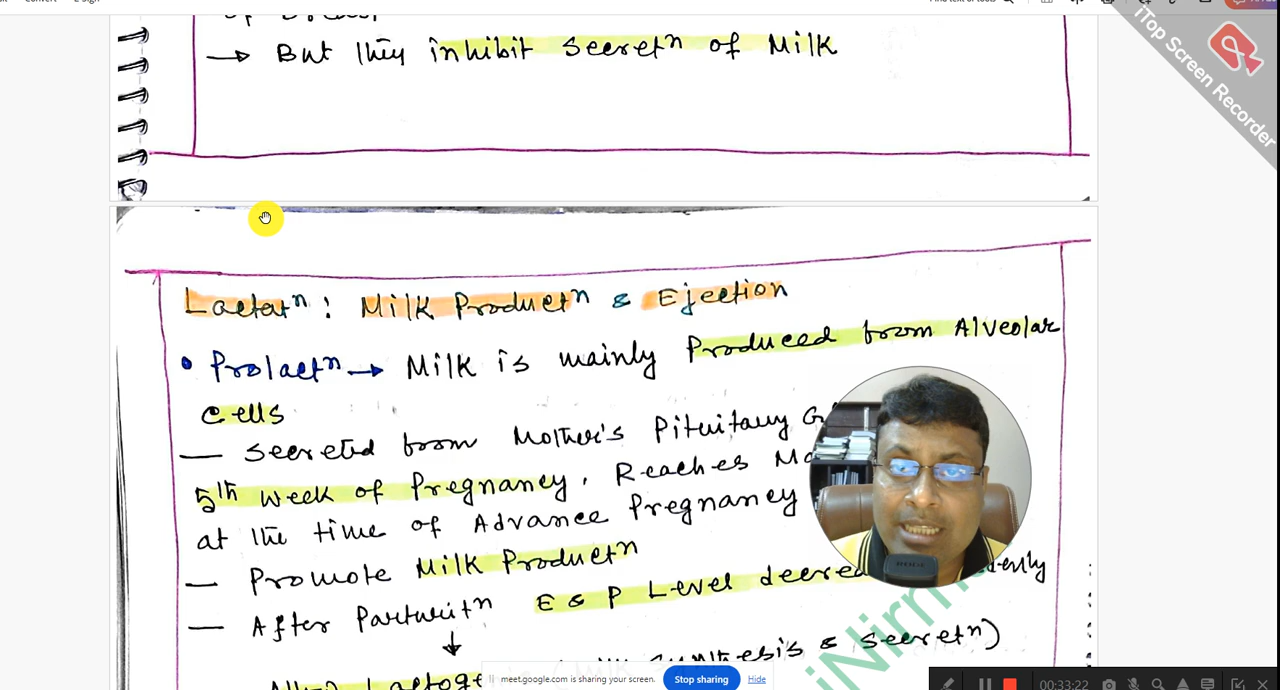 → But they inhibit Secretn of Milk
iTop Screen Recorder
Lactatn : Milk Productn & Ejection
• Prolactn → Milk is mainly Produced from Alveolar
Cells
— Secreted from Mother's Pituitary
5th week of Pregnancy. Reaches
at the time of Advance Pregnancy
— Promote Milk Productn
— After Parturitn E & P Level
↓
& Secretn)
meet.google.com is sharing your screen.
Stop sharing
Hide
00:33:22